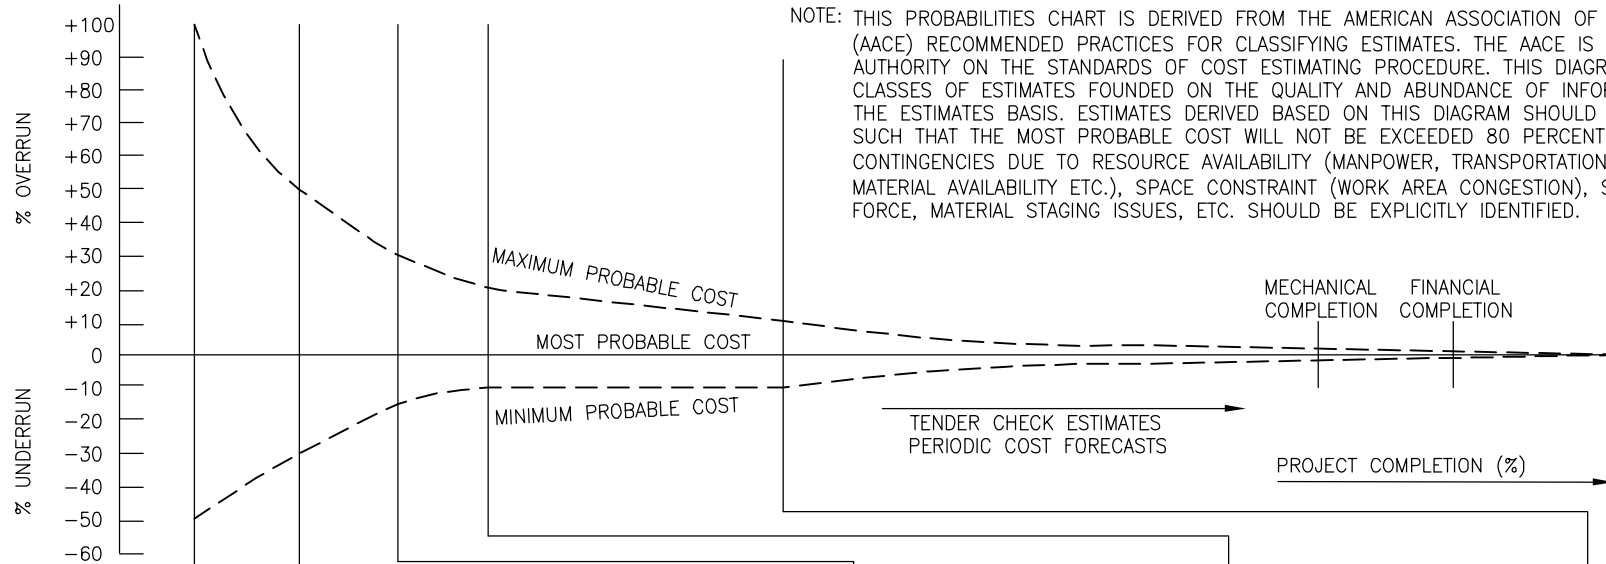 NOTE: THIS PROBABILITIES CHART IS DERIVED FROM THE AMERICAN ASSOCIATION OF
(AACE) RECOMMENDED PRACTICES FOR CLASSIFYING ESTIMATES. THE AACE IS
AUTHORITY ON THE STANDARDS OF COST ESTIMATING PROCEDURE. THIS DIAGR
CLASSES OF ESTIMATES FOUNDED ON THE QUALITY AND ABUNDANCE OF INFOR
THE ESTIMATES BASIS. ESTIMATES DERIVED BASED ON THIS DIAGRAM SHOULD
SUCH THAT THE MOST PROBABLE COST WILL NOT BE EXCEEDED 80 PERCENT
CONTINGENCIES DUE TO RESOURCE AVAILABILITY (MANPOWER, TRANSPORTATION
MATERIAL AVAILABILITY ETC.), SPACE CONSTRAINT (WORK AREA CONGESTION), S
FORCE, MATERIAL STAGING ISSUES, ETC. SHOULD BE EXPLICITLY IDENTIFIED.
% OVERRUN
+100
+90
+80
+70
+60
+50
+40
+30
+20
+10
0
-10
-20
-30
-40
-50
-60
% UNDERRUN
MAXIMUM PROBABLE COST
MOST PROBABLE COST
MINIMUM PROBABLE COST
MECHANICAL
COMPLETION
FINANCIAL
COMPLETION
TENDER CHECK ESTIMATES
PERIODIC COST FORECASTS
PROJECT COMPLETION (%)